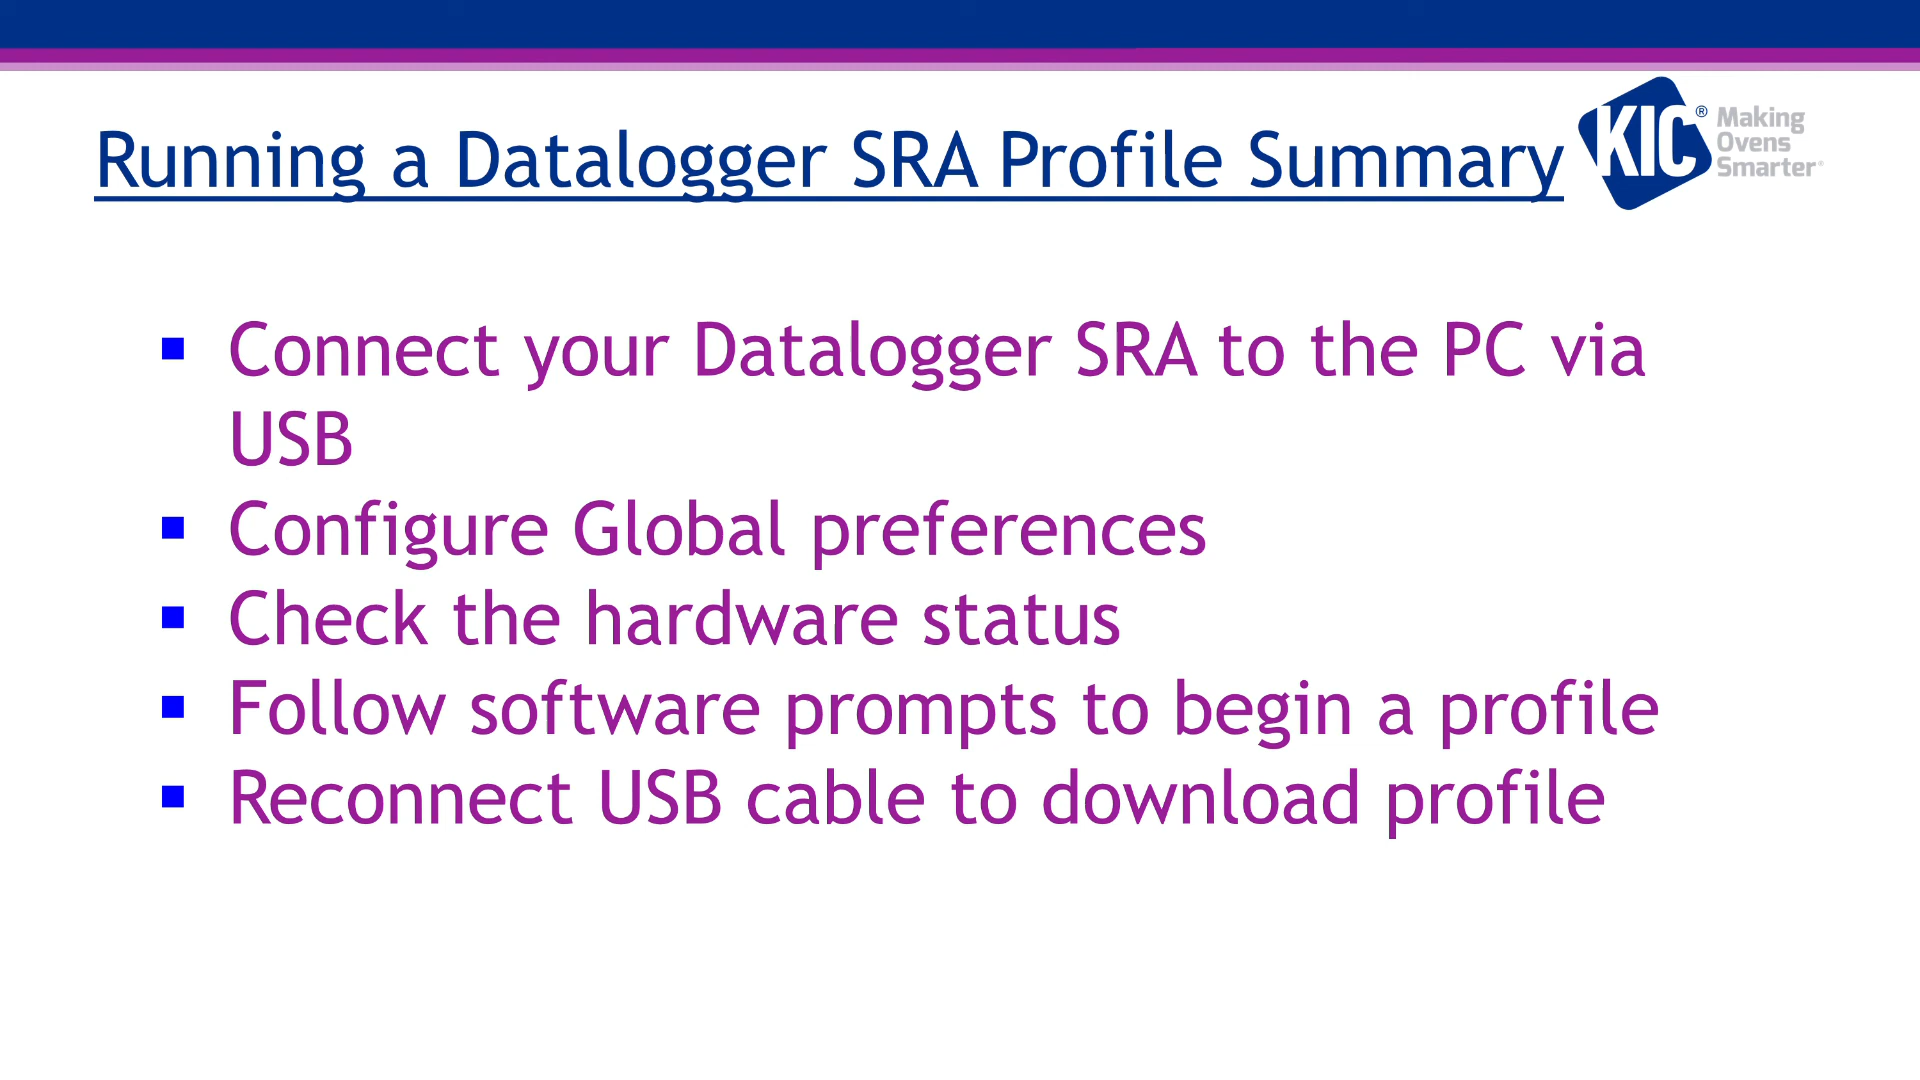 Running a Datalogger SRA Profile Summary
KIC®
Making
Ovens
Smarter®
▪ Connect your Datalogger SRA to the PC via
USB
▪ Configure Global preferences
▪ Check the hardware status
▪ Follow software prompts to begin a profile
▪ Reconnect USB cable to download profile